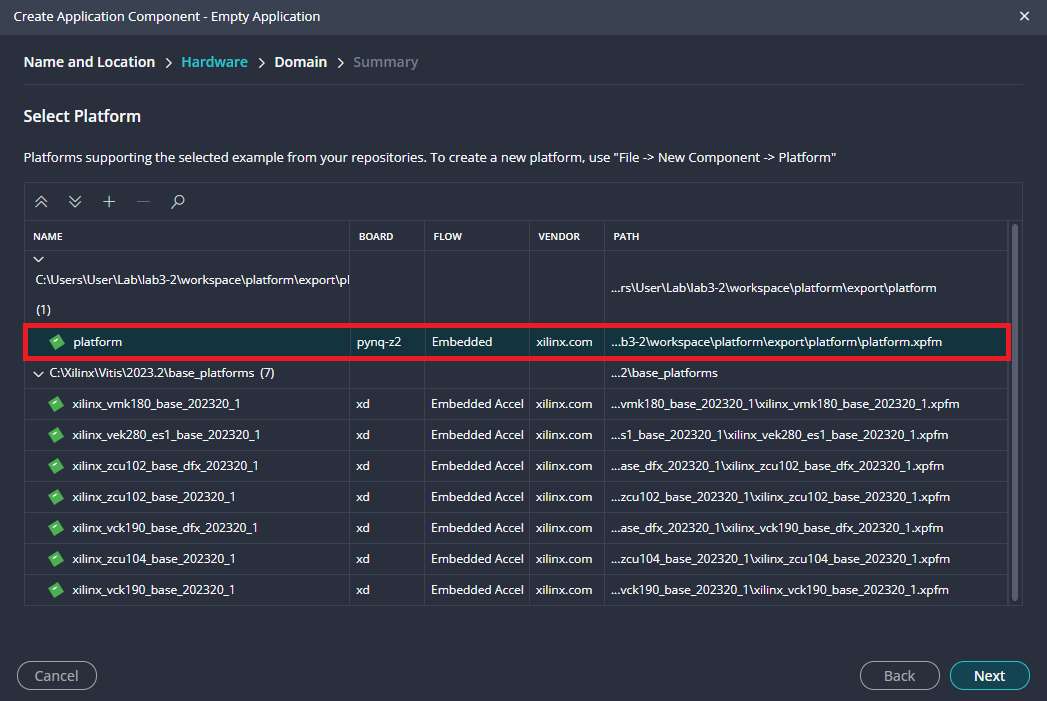 Create Application Component - Empty Application
Name and Location > Hardware > Domain > Summary
Select Platform
Platforms supporting the selected example from your repositories. To create a new platform, use "File -> New Component -> Platform"
NAME BOARD FLOW VENDOR PATH
C:\Users\User\Lab\lab3-2\workspace\platform\export\pl ...rs\User\Lab\lab3-2\workspace\platform\export\platform
(1)
platform pynq-z2 Embedded xilinx.com ...b3-2\workspace\platform\export\platform\platform.xpfm
C:\Xilinx\Vitis\2023.2\base_platforms (7) ...2\base_platforms
xilinx_vmk180_base_202320_1 xd Embedded Accel xilinx.com ...vmk180_base_202320_1\xilinx_vmk180_base_202320_1.xpfm
xilinx_vek280_es1_base_202320_1 xd Embedded Accel xilinx.com ...s1_base_202320_1\xilinx_vek280_es1_base_202320_1.xpfm
xilinx_zcu102_base_dfx_202320_1 xd Embedded Accel xilinx.com ...ase_dfx_202320_1\xilinx_zcu102_base_dfx_202320_1.xpfm
xilinx_zcu102_base_202320_1 xd Embedded Accel xilinx.com ...zcu102_base_202320_1\xilinx_zcu102_base_202320_1.xpfm
xilinx_vck190_base_dfx_202320_1 xd Embedded Accel xilinx.com ...ase_dfx_202320_1\xilinx_vck190_base_dfx_202320_1.xpfm
xilinx_zcu104_base_202320_1 xd Embedded Accel xilinx.com ...zcu104_base_202320_1\xilinx_zcu104_base_202320_1.xpfm
xilinx_vck190_base_202320_1 xd Embedded Accel xilinx.com ...vck190_base_202320_1\xilinx_vck190_base_202320_1.xpfm
Cancel Back Next